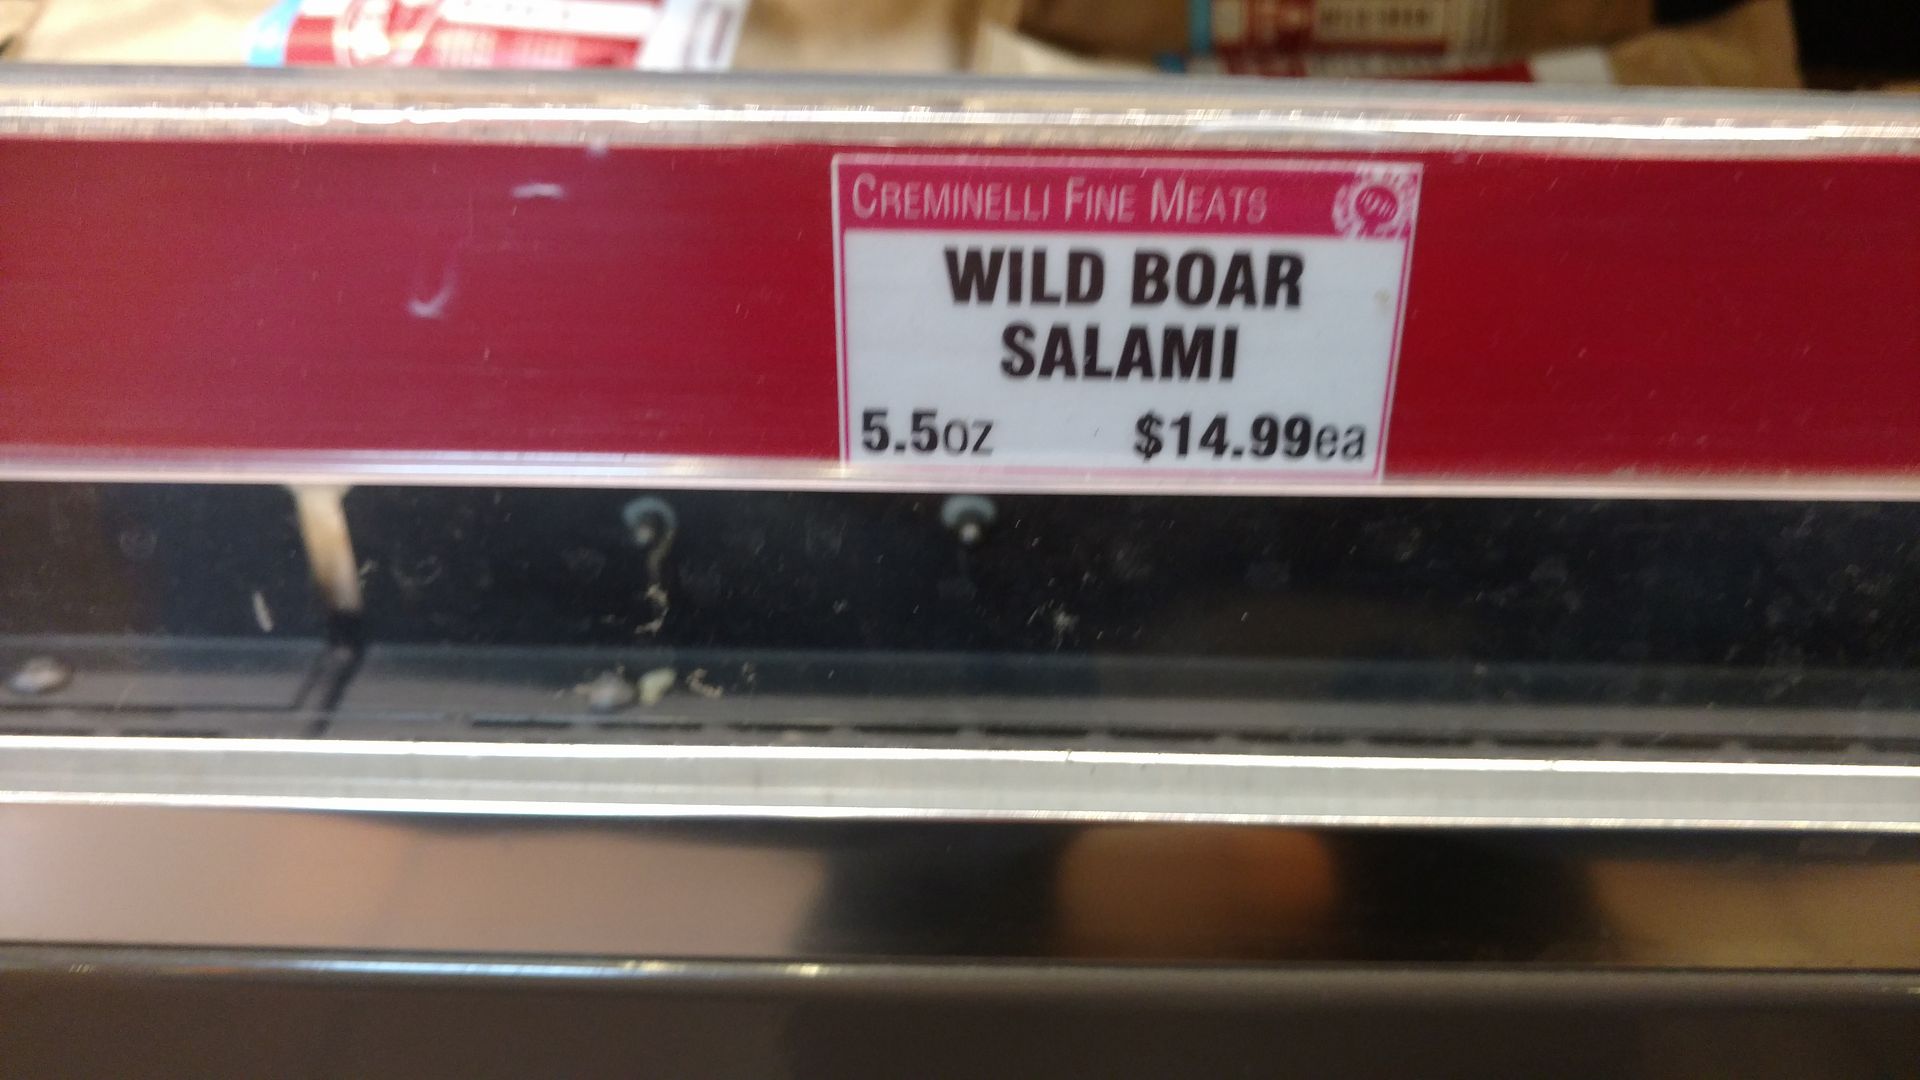 CREMINELLI FINE MEATS
WILD BOAR
SALAMI
5.5oz $14.99ea